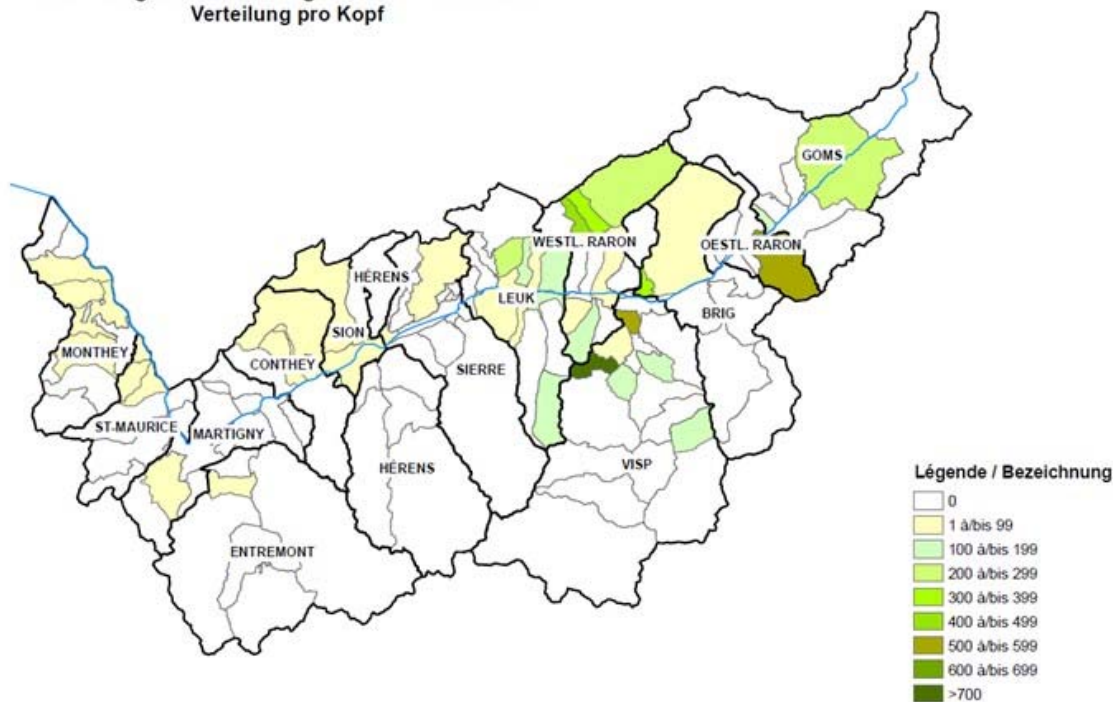 Verteilung pro Kopf
GOMS
WESTL. RARON
OESTL. RARON
HÉRENS
LEUK
BRIG
SION
MONTHEY
CONTHEY
SIERRE
ST-MAURICE
MARTIGNY
HÉRENS
VISP
ENTREMONT
Légende / Bezeichnung
0
1 à/bis 99
100 à/bis 199
200 à/bis 299
300 à/bis 399
400 à/bis 499
500 à/bis 599
600 à/bis 699
>700